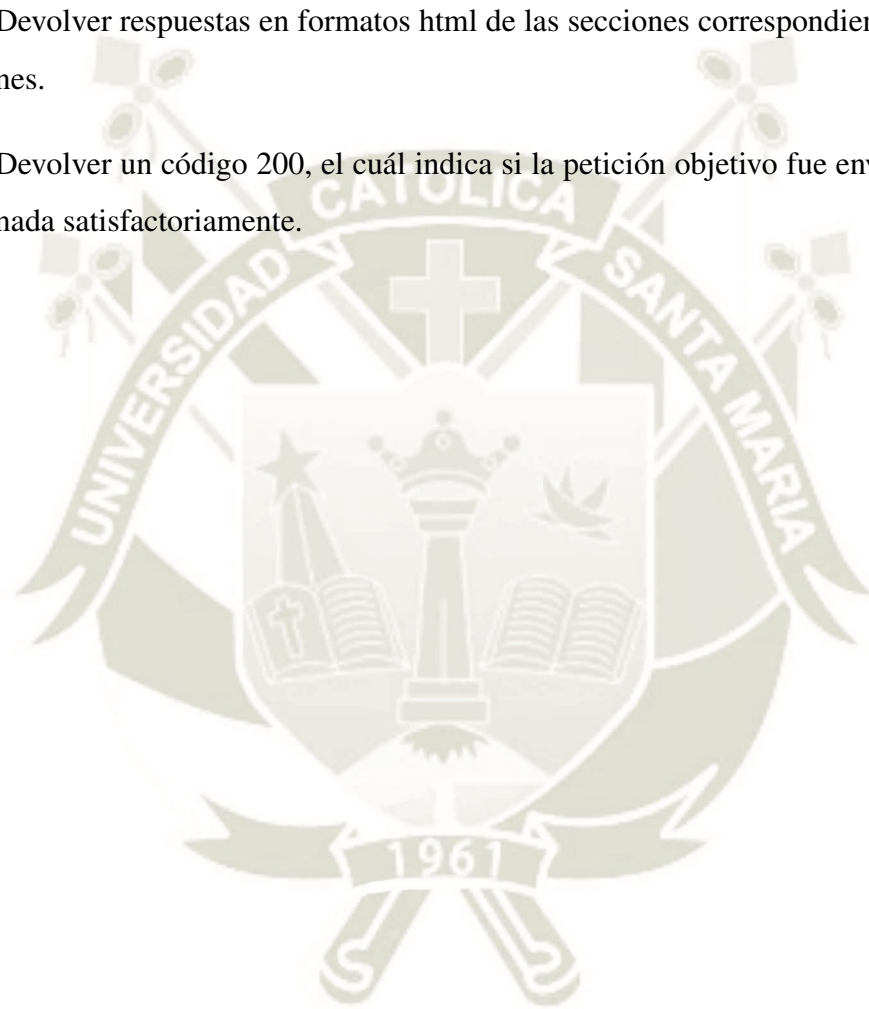 Devolver respuestas en formatos html de las secciones correspondien
nes.
Devolver un código 200, el cuál indica si la petición objetivo fue env
nada satisfactoriamente.
UNIVERSIDAD CATOLICA SANTA MARIA
1961